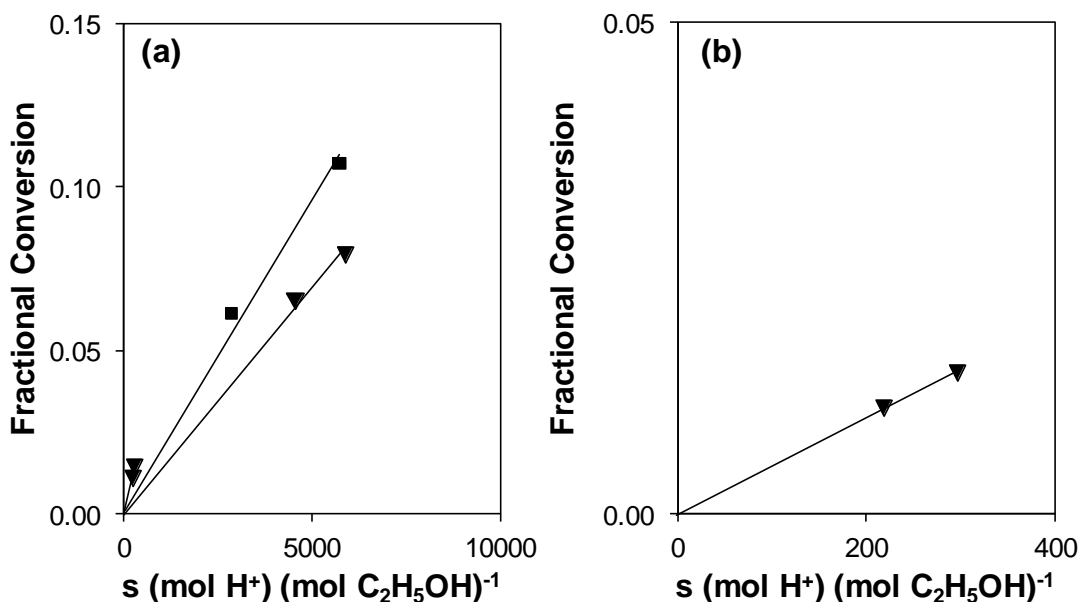 (a)
Fractional Conversion
0.15
0.10
0.05
0.00
0
5000
10000
s (mol H⁺) (mol C₂H₅OH)⁻¹
(b)
Fractional Conversion
0.05
0.00
0
200
400
s (mol H⁺) (mol C₂H₅OH)⁻¹